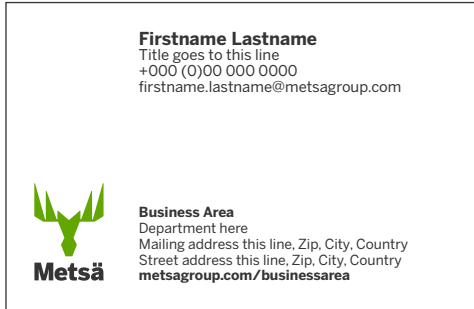 Firstname Lastname
Title goes to this line
+000 (0)00 000 0000
firstname.lastname@metsagroup.com
Metsä
Business Area
Department here
Mailing address this line, Zip, City, Country
Street address this line, Zip, City, Country
metsagroup.com/businessarea